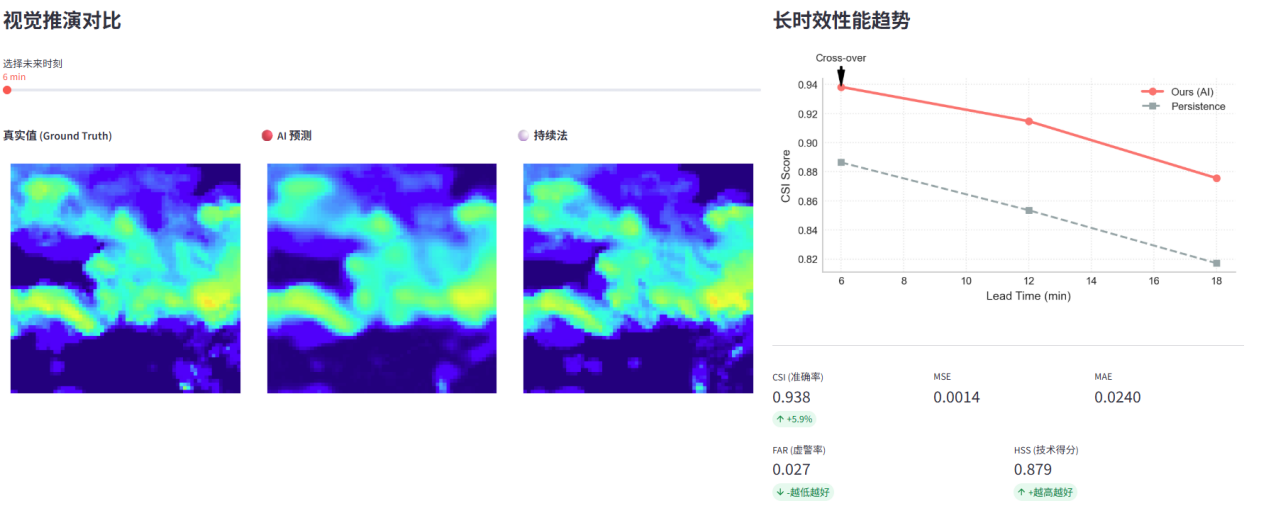 视觉推演对比
选择未来时刻
6 min
真实值 (Ground Truth)
AI 预测
持续法
长时效性能趋势
Cross-over
Ours (AI)
Persistence
CSI Score
0.94
0.92
0.90
0.88
0.86
0.84
0.82
6 8 10 12 14 16 18
Lead Time (min)
CSI (准确率) MSE MAE
0.938 0.0014 0.0240
↑ +5.9%
FAR (虚警率) HSS (技术得分)
0.027 0.879
↓ -越低越好 ↑ +越高越好